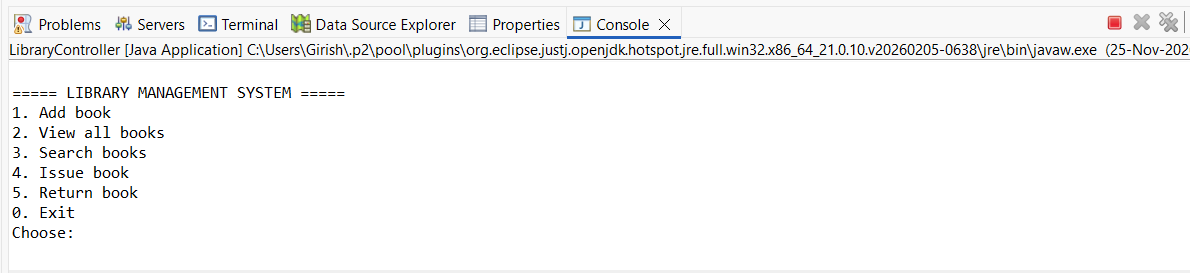 Problems Servers Terminal Data Source Explorer Properties Console
LibraryController [Java Application] C:\Users\Girish\.p2\pool\plugins\org.eclipse.justj.openjdk.hotspot.jre.full.win32.x86_64_21.0.10.v20260205-0638\jre\bin\javaw.exe (25-Nov-202
===== LIBRARY MANAGEMENT SYSTEM =====
1. Add book
2. View all books
3. Search books
4. Issue book
5. Return book
0. Exit
Choose: